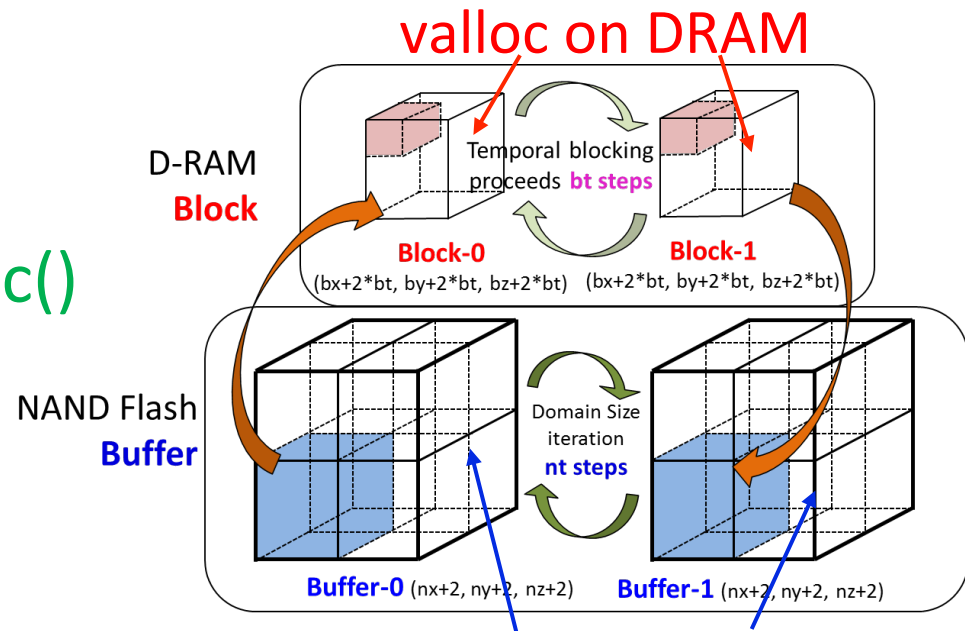 valloc on DRAM
D-RAM
Block
Temporal blocking
proceeds bt steps
Block-0
(bx+2*bt, by+2*bt, bz+2*bt)
Block-1
(bx+2*bt, by+2*bt, bz+2*bt)
c()
NAND Flash
Buffer
Domain Size
iteration
nt steps
Buffer-0 (nx+2, ny+2, nz+2)
Buffer-1 (nx+2, ny+2, nz+2)